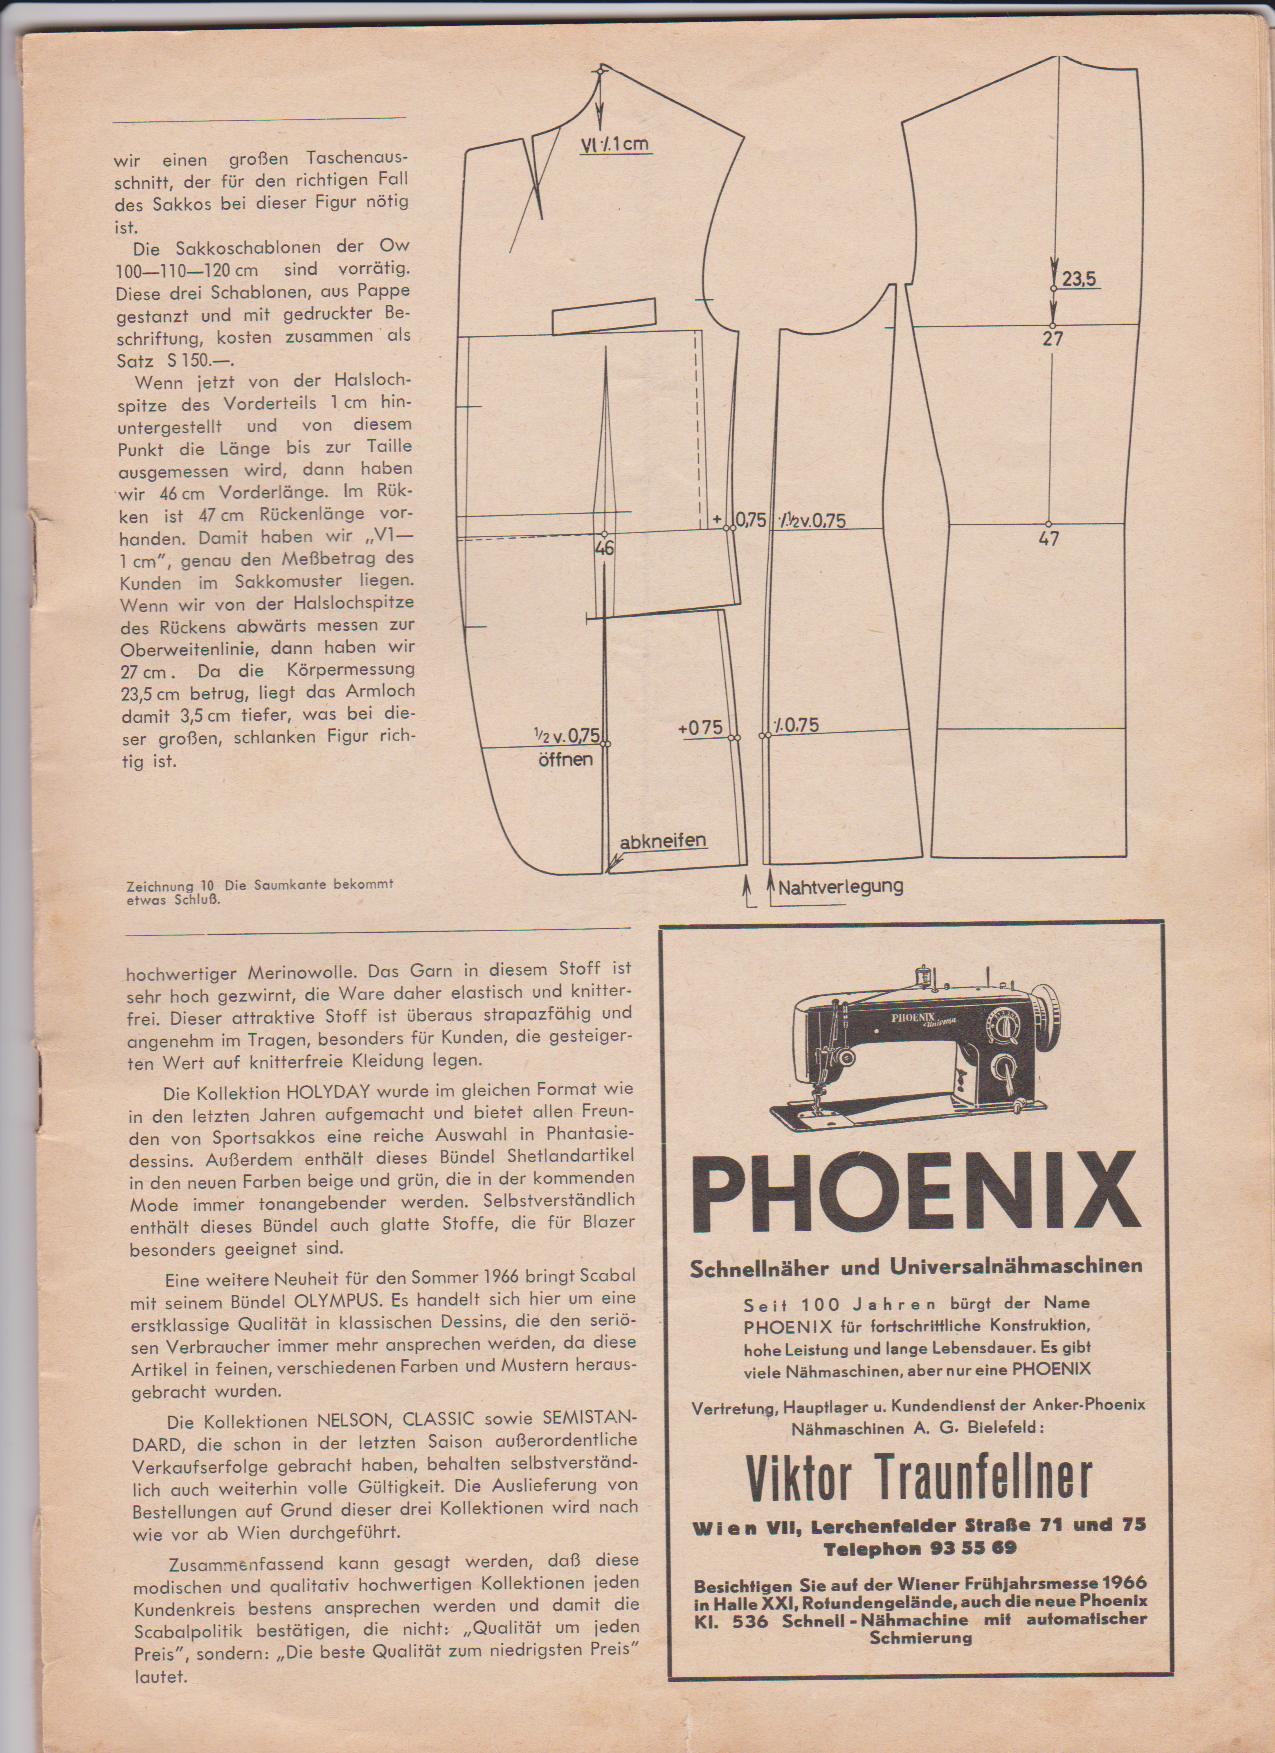 wir einen großen Taschenaus-
schnitt, der für den richtigen Fall
des Sakkos bei dieser Figur nötig
ist.
Die Sakkoschablonen der Ow
100—110—120 cm sind vorrätig.
Diese drei Schablonen, aus Pappe
gestanzt und mit gedruckter Be-
schriftung, kosten zusammen als
Satz S 150.—.
Wenn jetzt von der Halsloch-
spitze des Vorderteils 1 cm hin-
untergestellt und von diesem
Punkt die Länge bis zur Taille
ausgemessen wird, dann haben
wir 46 cm Vorderlänge. Im Rük-
ken ist 47 cm Rückenlänge vor-
handen. Damit haben wir „V1—
1 cm”, genau den Meßbetrag des
Kunden im Sakkomuster liegen.
Wenn wir von der Halslochspitze
des Rückens abwärts messen zur
Oberweitenlinie, dann haben wir
27 cm. Da die Körpermessung
23,5 cm betrug, liegt das Armloch
damit 3,5 cm tiefer, was bei die-
ser großen, schlanken Figur rich-
tig ist.
Vl ./. 1 cm
23,5
27
+ 0,75
./. ½ v. 0,75
46
47
½ v. 0,75
öffnen
+0 75
./. 0,75
abkneifen
Nahtverlegung
Zeichnung 10 Die Saumkante bekommt
etwas Schluß.
hochwertiger Merinowolle. Das Garn in diesem Stoff ist
sehr hoch gezwirnt, die Ware daher elastisch und knitter-
frei. Dieser attraktive Stoff ist überaus strapazfähig und
angenehm im Tragen, besonders für Kunden, die gesteiger-
ten Wert auf knitterfreie Kleidung legen.
Die Kollektion HOLYDAY wurde im gleichen Format wie
in den letzten Jahren aufgemacht und bietet allen Freun-
den von Sportsakkos eine reiche Auswahl in Phantasie-
dessins. Außerdem enthält dieses Bündel Shetlandartikel
in den neuen Farben beige und grün, die in der kommenden
Mode immer tonangebender werden. Selbstverständlich
enthält dieses Bündel auch glatte Stoffe, die für Blazer
besonders geeignet sind.
Eine weitere Neuheit für den Sommer 1966 bringt Scabal
mit seinem Bündel OLYMPUS. Es handelt sich hier um eine
erstklassige Qualität in klassischen Dessins, die den seriö-
sen Verbraucher immer mehr ansprechen werden, da diese
Artikel in feinen, verschiedenen Farben und Mustern heraus-
gebracht wurden.
Die Kollektionen NELSON, CLASSIC sowie SEMISTAN-
DARD, die schon in der letzten Saison außerordentliche
Verkaufserfolge gebracht haben, behalten selbstverständ-
lich auch weiterhin volle Gültigkeit. Die Auslieferung von
Bestellungen auf Grund dieser drei Kollektionen wird nach
wie vor ab Wien durchgeführt.
Zusammenfassend kann gesagt werden, daß diese
modischen und qualitativ hochwertigen Kollektionen jeden
Kundenkreis bestens ansprechen werden und damit die
Scabalpolitik bestätigen, die nicht: „Qualität um jeden
Preis”, sondern: „Die beste Qualität zum niedrigsten Preis”
lautet.
PHOENIX
Universa
PHOENIX
Schnellnäher und Universalnähmaschinen
Seit 100 Jahren bürgt der Name
PHOENIX für fortschrittliche Konstruktion,
hohe Leistung und lange Lebensdauer. Es gibt
viele Nähmaschinen, aber nur eine PHOENIX
Vertretung, Hauptlager u. Kundendienst der Anker-Phoenix
Nähmaschinen A. G. Bielefeld:
Viktor Traunfellner
Wien VII, Lerchenfelder Straße 71 und 75
Telephon 93 55 69
Besichtigen Sie auf der Wiener Frühjahrsmesse 1966
in Halle XXI, Rotundengelände, auch die neue Phoenix
Kl. 536 Schnell-Nähmachine mit automatischer
Schmierung